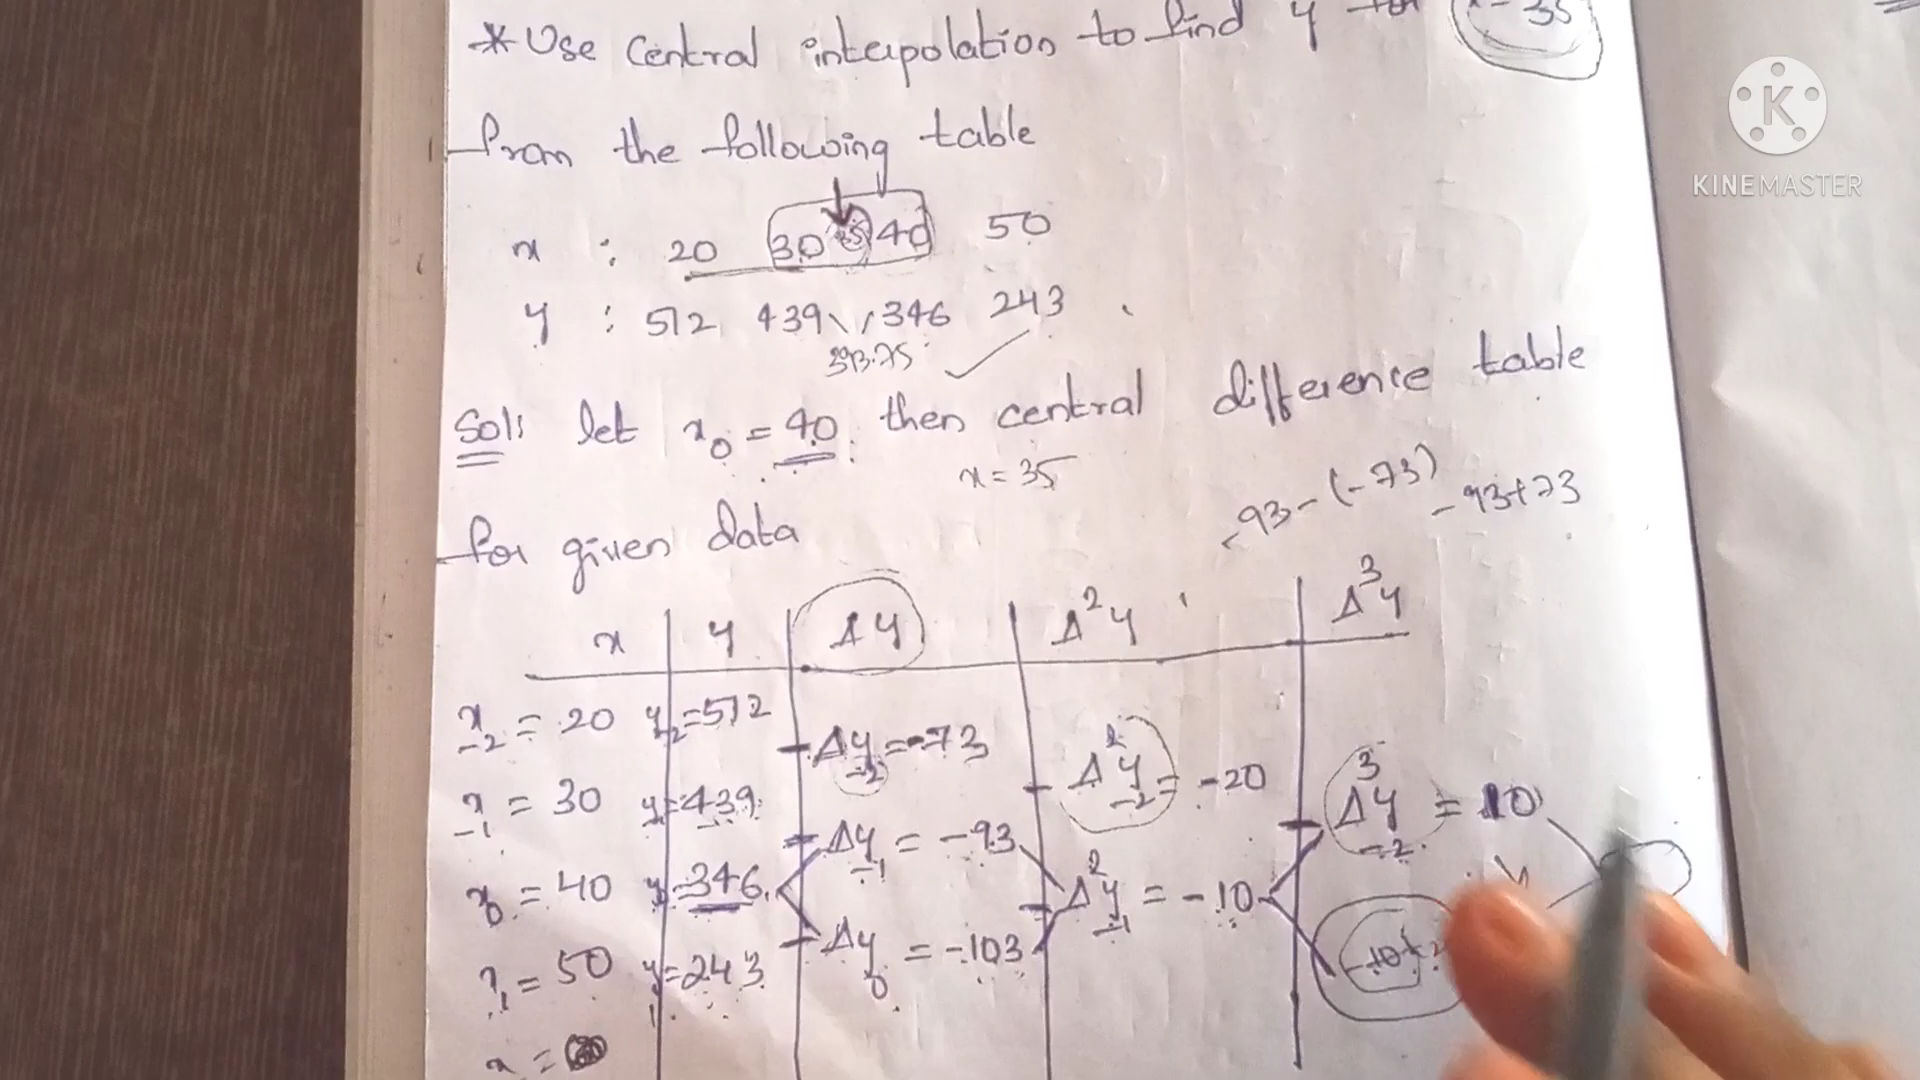 * Use Central interpolation to find y for x = 35
from the following table
x : 20 30 35 40 50
y : 512 439 346 243
393.75
Sol: let x₀ = 40. then central difference table
x = 35
-93-(-73) -93+73
for given data
x y Δy Δ²y Δ³y
x₋₂ = 20 y₋₂=512
Δy₋₂ = -73
Δ²y₋₂ = -20
x₋₁ = 30 y₋₁=439
Δy₋₁ = -93
Δ³y₋₂ = 10
x₀ = 40 y₀=346
Δ²y₋₁ = -10
Δy₀ = -103
x₁ = 50 y₁=243
x =
KINEMASTER